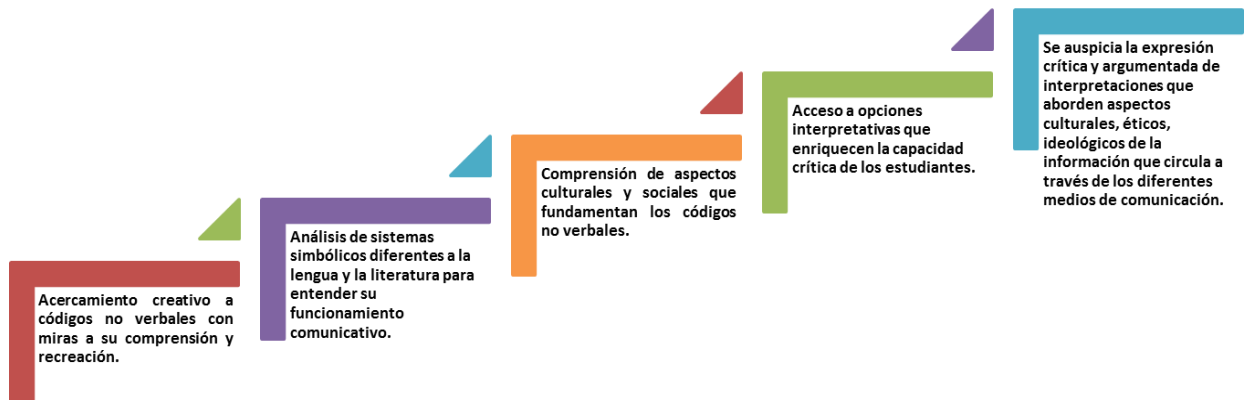 Acercamiento creativo a
códigos no verbales con
miras a su comprensión y
recreación.
Análisis de sistemas
simbólicos diferentes a la
lengua y la literatura para
entender su
funcionamiento
comunicativo.
Comprensión de aspectos
culturales y sociales que
fundamentan los código
no verbales.
Acceso a opciones
interpretativas que
enriquecen la capacidad
crítica de los estudiantes.
Se auspicia la expresión
crítica y argumentada de
interpretaciones que
aborden aspectos
culturales, éticos,
ideológicos de la
información que circula a
través de los diferentes
medios de comunicación.